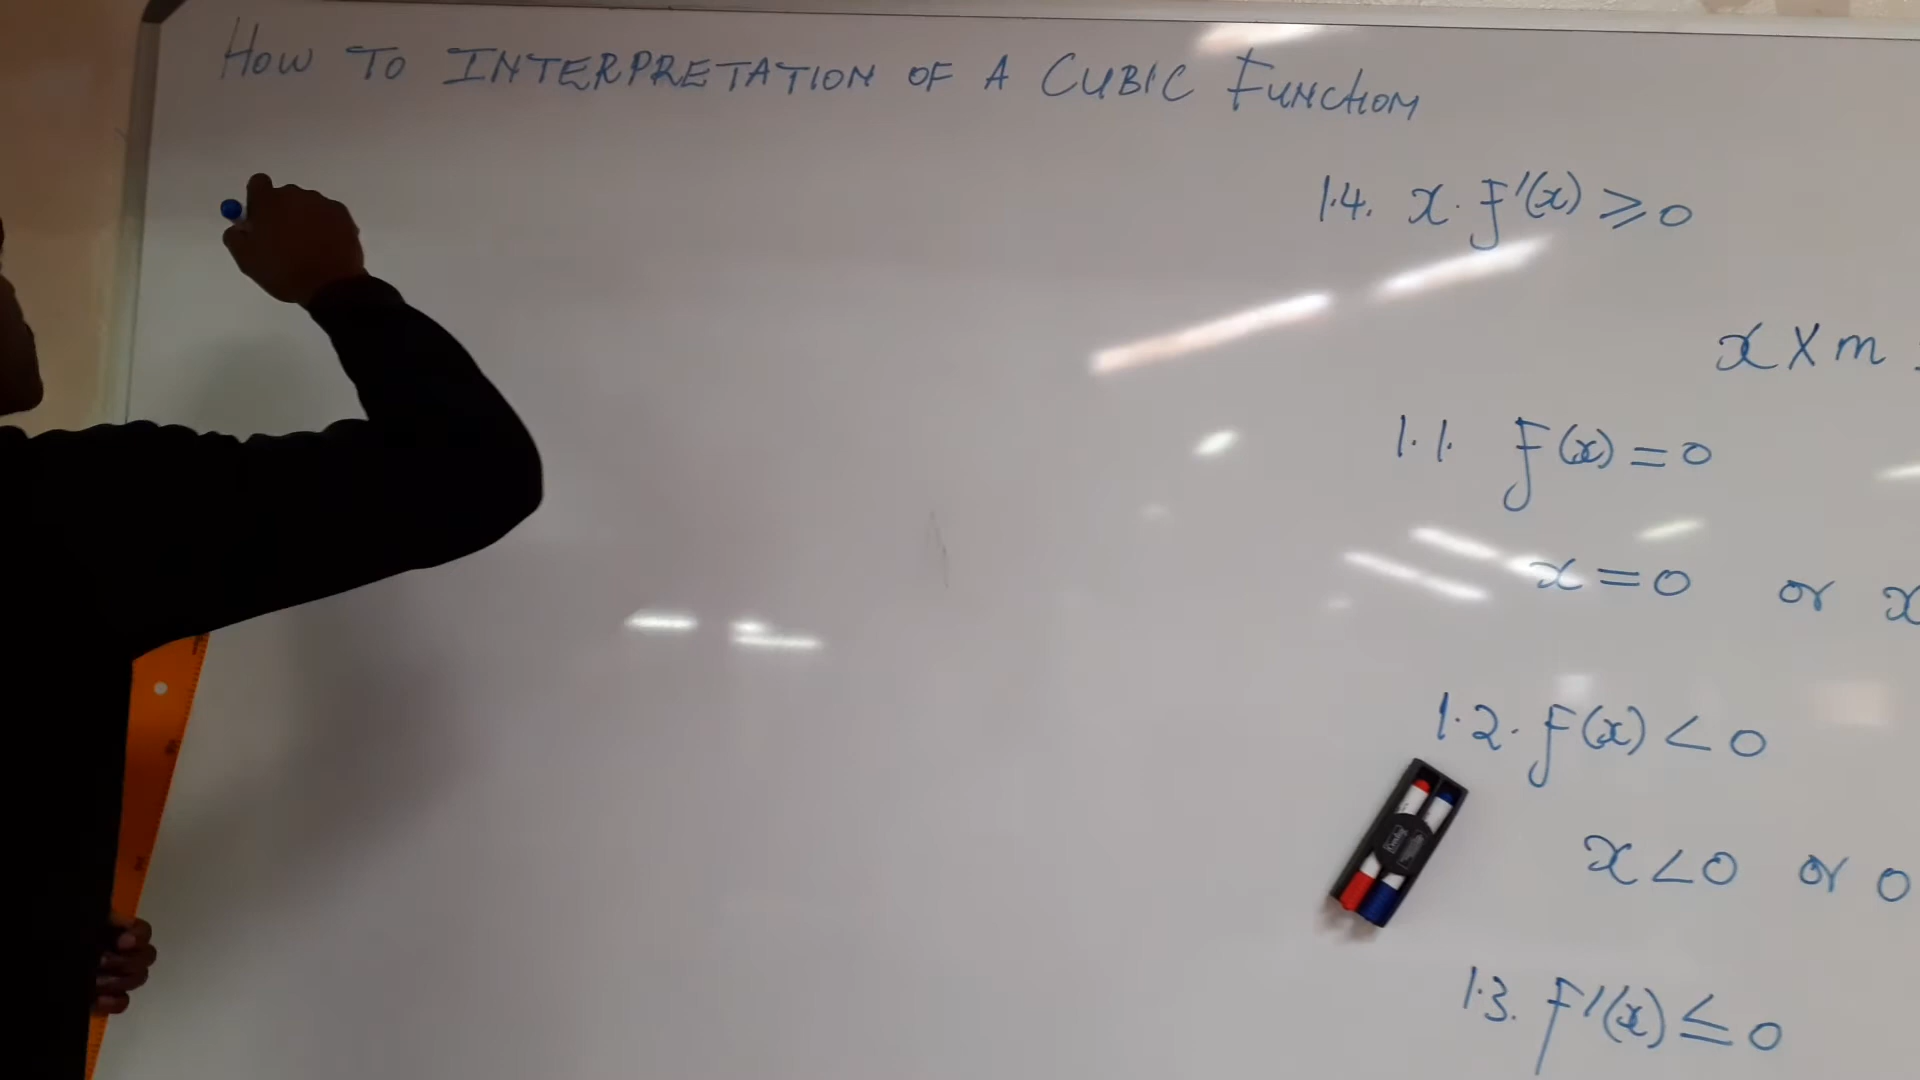 HOW TO INTERPRETATION OF A CUBIC FUNCTION
1.4. x·f'(x) ⩾ 0
x × m
1.1. f(x) = 0
x = 0 or x
1.2. f(x) < 0
x < 0 or 0
1.3. f'(x) ≤ 0